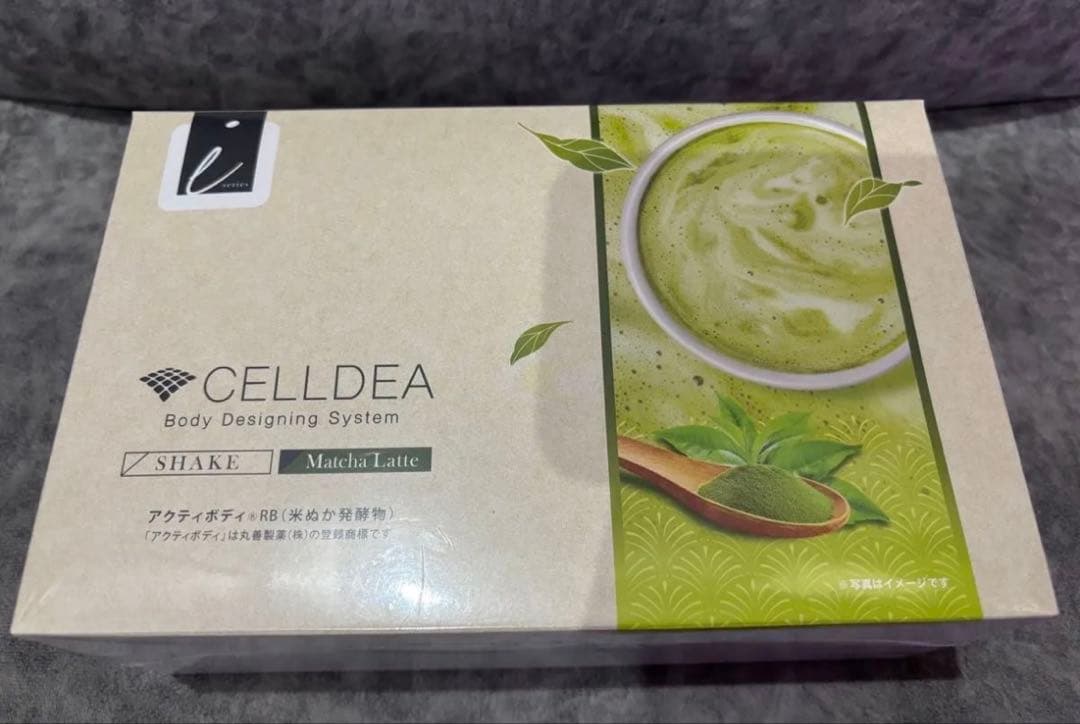 l
series
CELLDEA
Body Designing System
SHAKE
Matcha Latte
アクティボディ®RB(米ぬか発酵物)
「アクティボディ」は丸善製薬(株)の登録商標です
※写真はイメージです